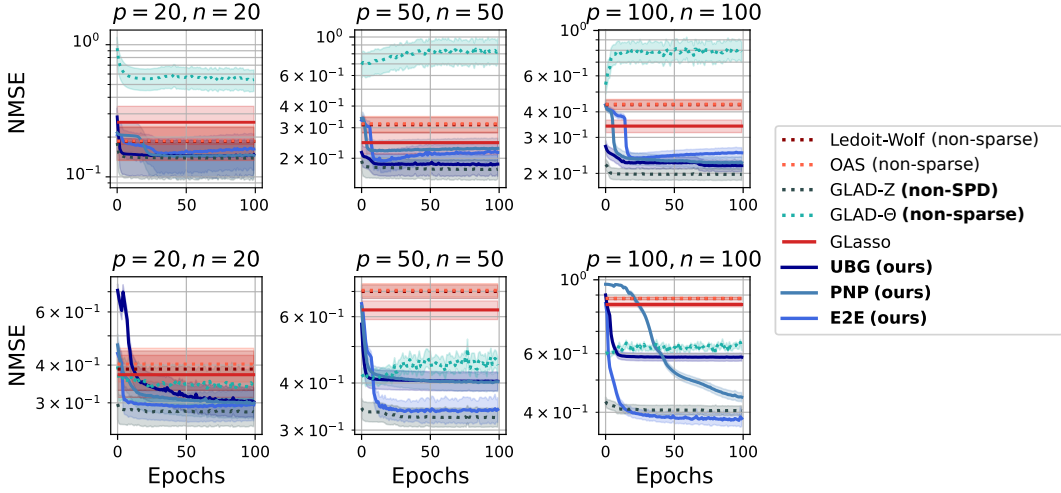 p = 20, n = 20
p = 50, n = 50
p = 100, n = 100
NMSE
10⁰
10⁻¹
0
50
100
10⁰
6 × 10⁻¹
3 × 10⁻¹
2 × 10⁻¹
0
50
100
10⁰
6 × 10⁻¹
4 × 10⁻¹
3 × 10⁻¹
2 × 10⁻¹
0
50
100
p = 20, n = 20
p = 50, n = 50
p = 100, n = 100
NMSE
6 × 10⁻¹
4 × 10⁻¹
3 × 10⁻¹
0
50
100
Epochs
6 × 10⁻¹
4 × 10⁻¹
3 × 10⁻¹
0
50
100
Epochs
10⁰
6 × 10⁻¹
4 × 10⁻¹
0
50
100
Epochs
Ledoit-Wolf (non-sparse)
OAS (non-sparse)
GLAD-Z (non-SPD)
GLAD-Θ (non-sparse)
GLasso
UBG (ours)
PNP (ours)
E2E (ours)